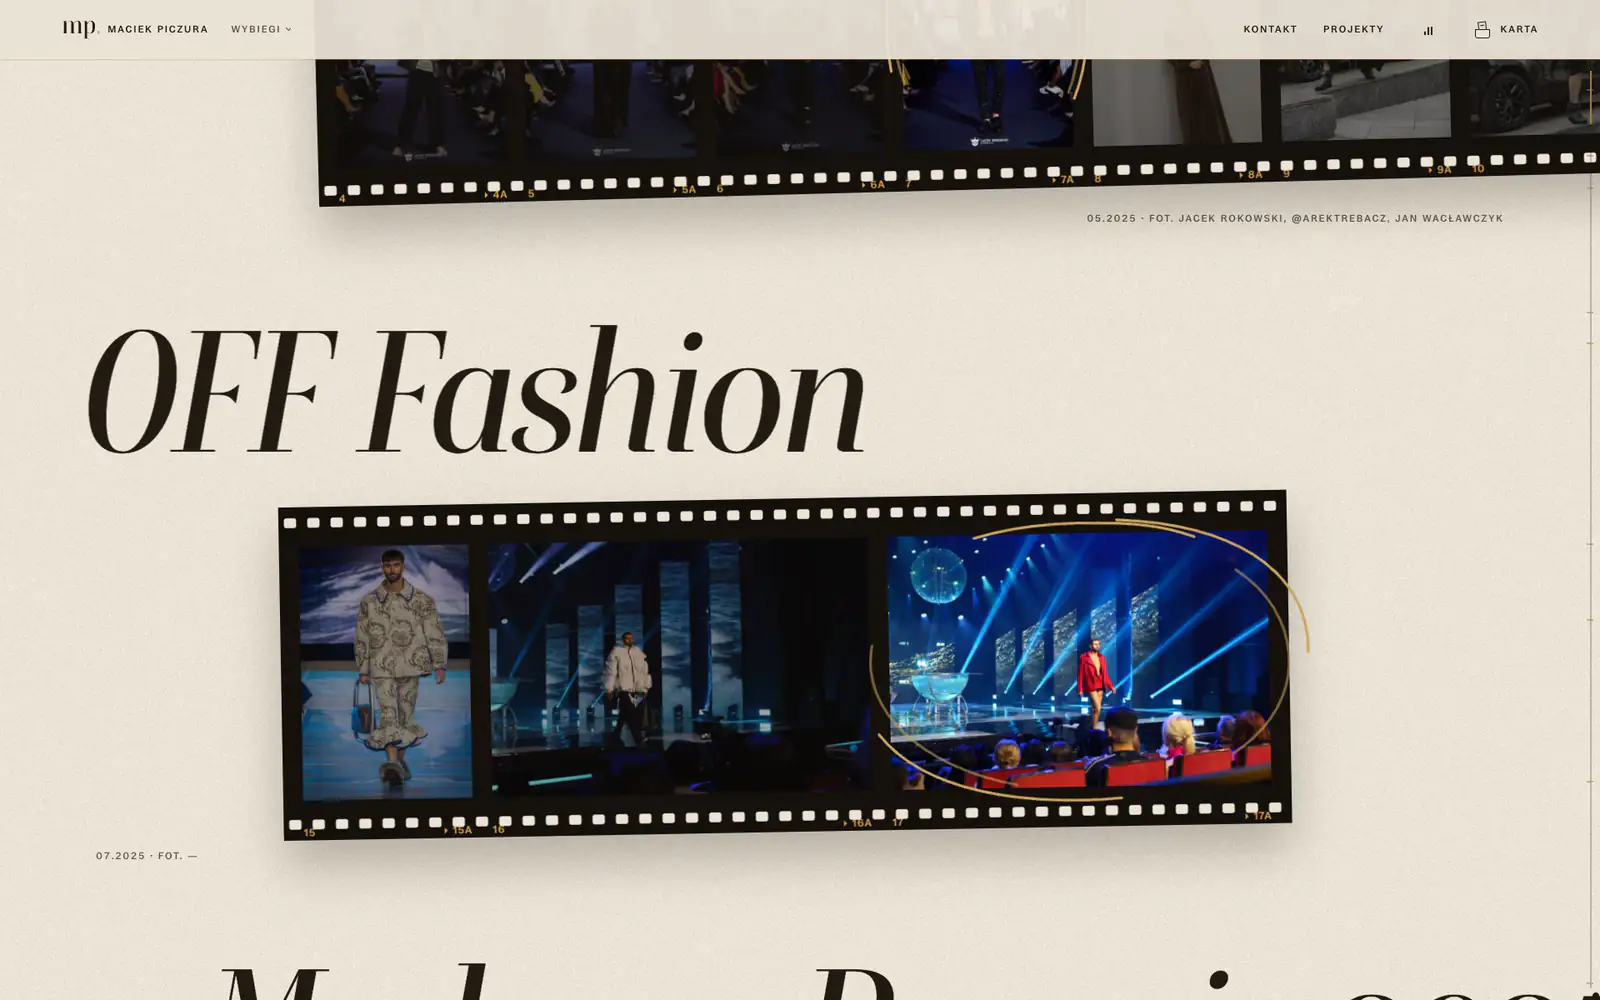 mp. MACIEK PICZURA WYBIEGI KONTAKT PROJEKTY KARTA
4 4A 5 5A 6 6A 7 7A 8 8A 9 9A 10
05.2025 · FOT. JACEK ROKOWSKI, @AREKTREBACZ, JAN WACŁAWCZYK
OFF Fashion
15 15A 16 16A 17 17A
07.2025 · FOT. —